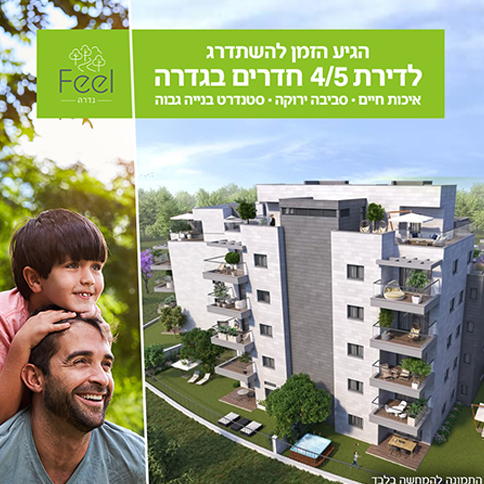 Feel
גדרה
הגיע הזמן להשתדרג
לדירת 4/5 חדרים בגדרה
איכות חיים • סביבה ירוקה • סטנדרט בנייה גבוה
התמונה להמחשה בלבד